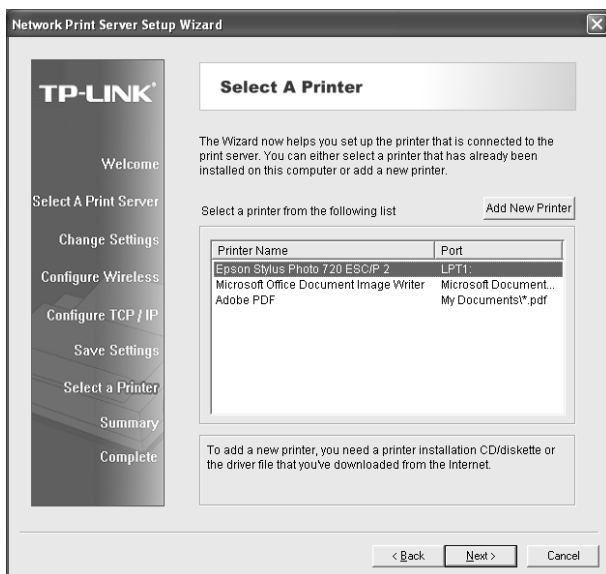 Network Print Server Setup Wizard
TP-LINK®
Welcome
Select A Print Server
Change Settings
Configure Wireless
Configure TCP / IP
Save Settings
Select a Printer
Summary
Complete
Select A Printer
The Wizard now helps you set up the printer that is connected to the
print server. You can either select a printer that has already been
installed on this computer or add a new printer.
Select a printer from the following list Add New Printer
Printer Name Port
Epson Stylus Photo 720 ESC/P 2 LPT1:
Microsoft Office Document Image Writer Microsoft Document...
Adobe PDF My Documents\*.pdf
To add a new printer, you need a printer installation CD/diskette or
the driver file that you've downloaded from the Internet.
< Back Next > Cancel